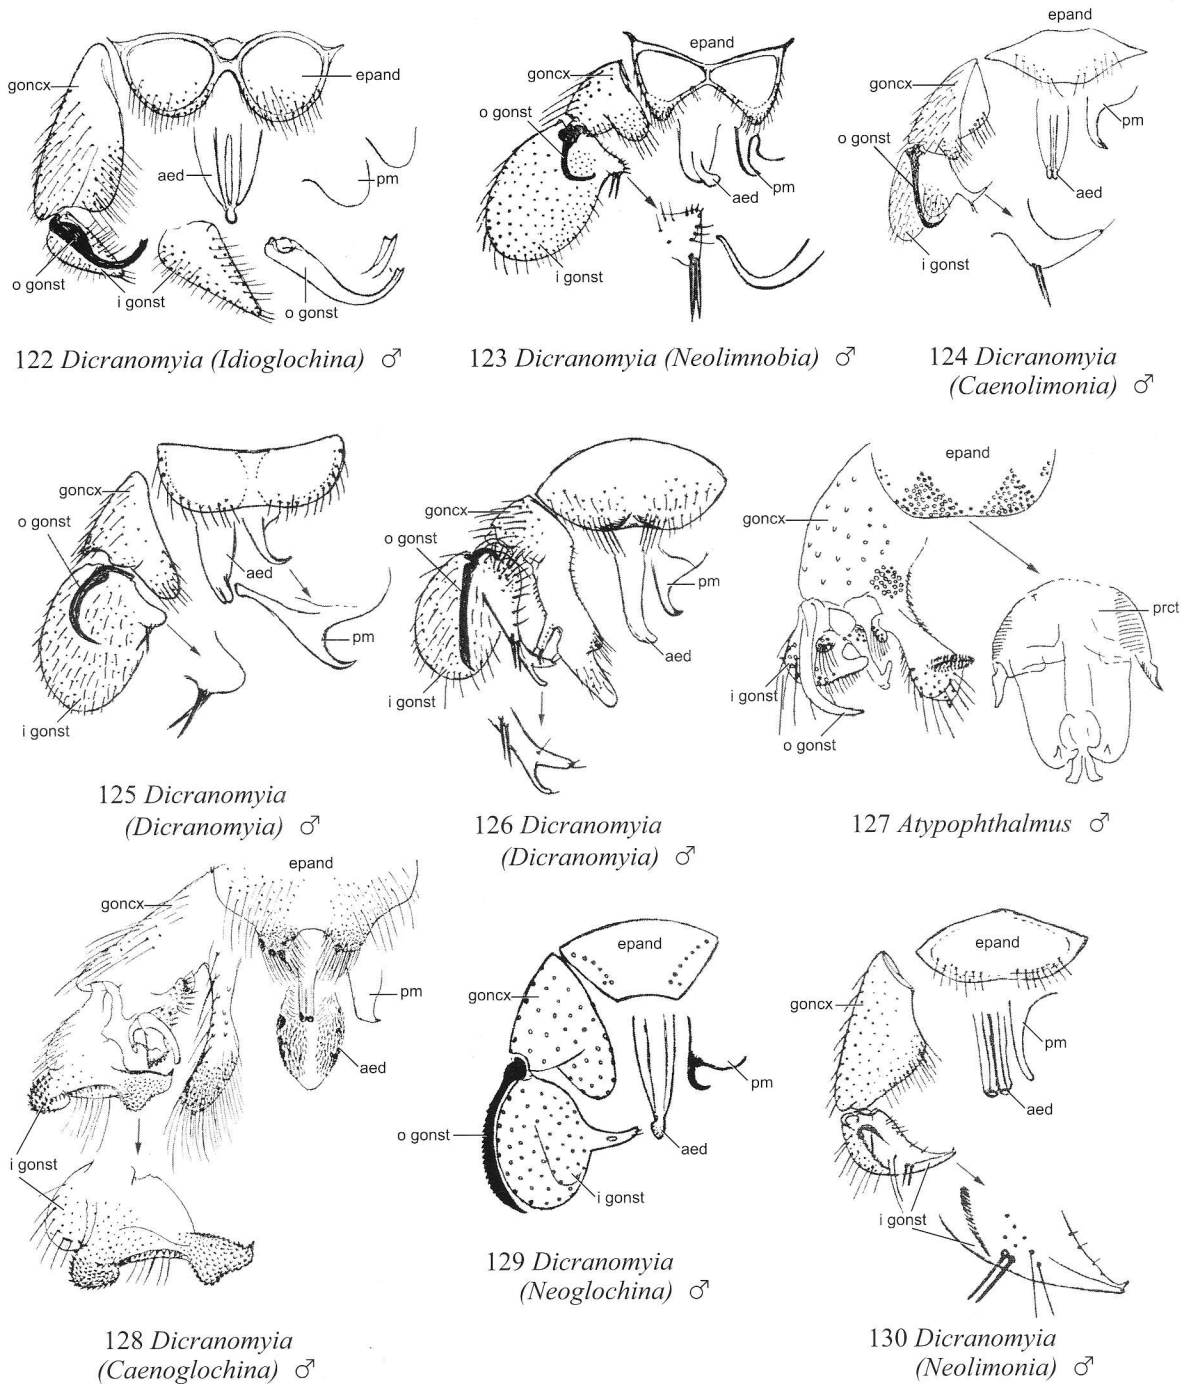 goncx
epand
aed
pm
o gonst
i gonst
o gonst
122 Dicranomyia (Idioglochina) ♂
epand
goncx
o gonst
aed
pm
i gonst
123 Dicranomyia (Neolimnobia) ♂
epand
goncx
pm
o gonst
aed
i gonst
124 Dicranomyia
(Caenolimonia) ♂
goncx
o gonst
aed
pm
i gonst
125 Dicranomyia
(Dicranomyia) ♂
goncx
o gonst
pm
aed
i gonst
126 Dicranomyia
(Dicranomyia) ♂
epand
goncx
prct
i gonst
o gonst
127 Atypophthalmus ♂
epand
goncx
pm
aed
i gonst
128 Dicranomyia
(Caenoglochina) ♂
epand
goncx
pm
o gonst
aed
i gonst
129 Dicranomyia
(Neoglochina) ♂
epand
goncx
pm
aed
i gonst
130 Dicranomyia
(Neolimonia) ♂